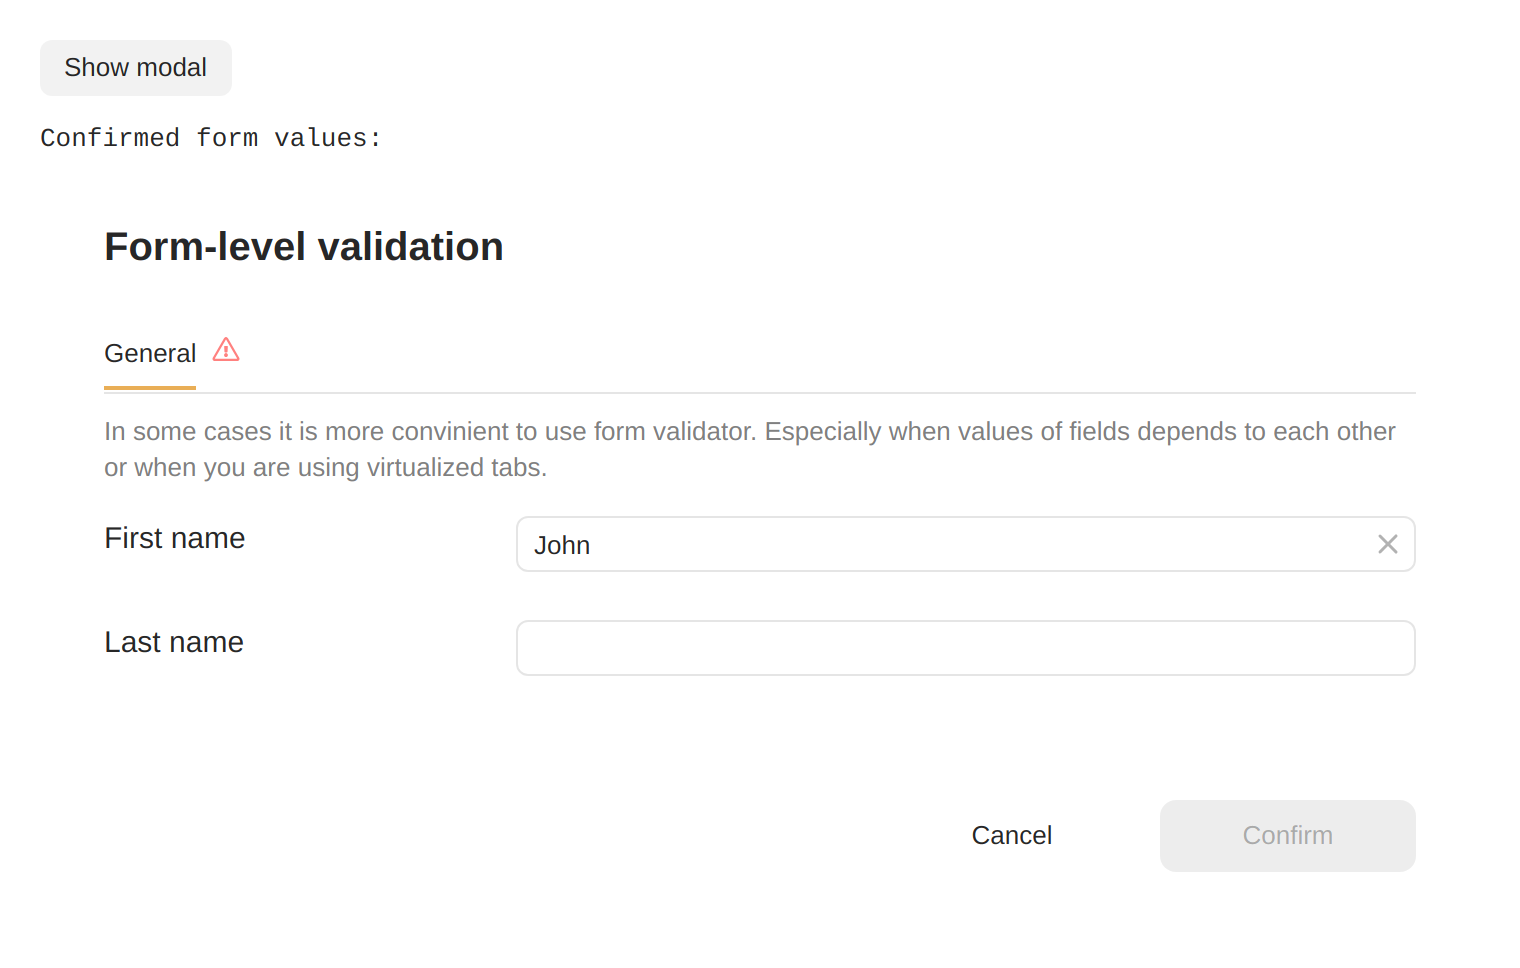 Show modal
Confirmed form values:
Form-level validation
General
In some cases it is more convinient to use form validator. Especially when values of fields depends to each other
or when you are using virtualized tabs.
First name
John
Last name
Cancel
Confirm